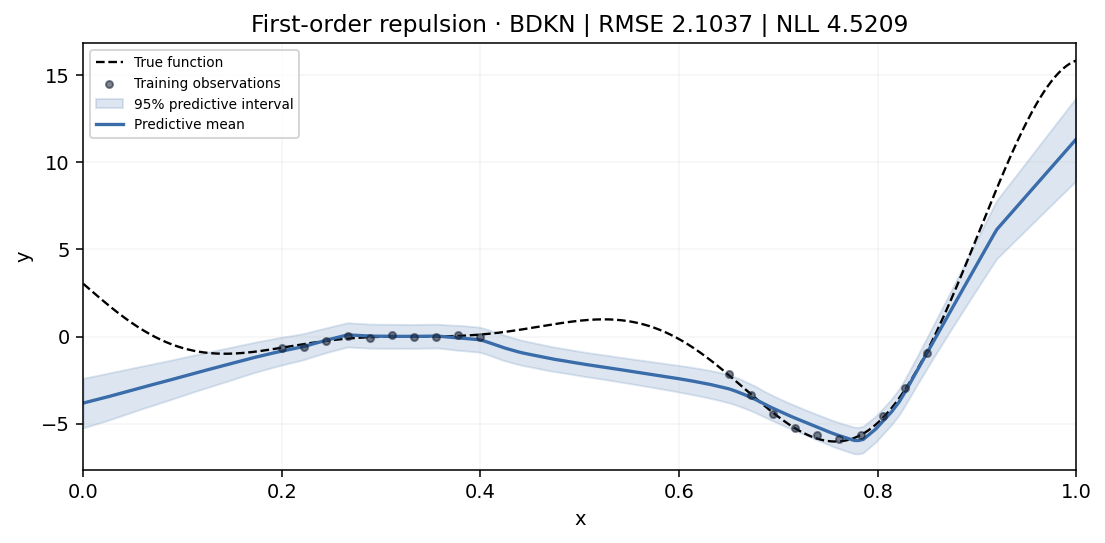 First-order repulsion · BDKN | RMSE 2.1037 | NLL 4.5209
True function
Training observations
95% predictive interval
Predictive mean
15
10
5
0
−5
y
0.0 0.2 0.4 0.6 0.8 1.0
x